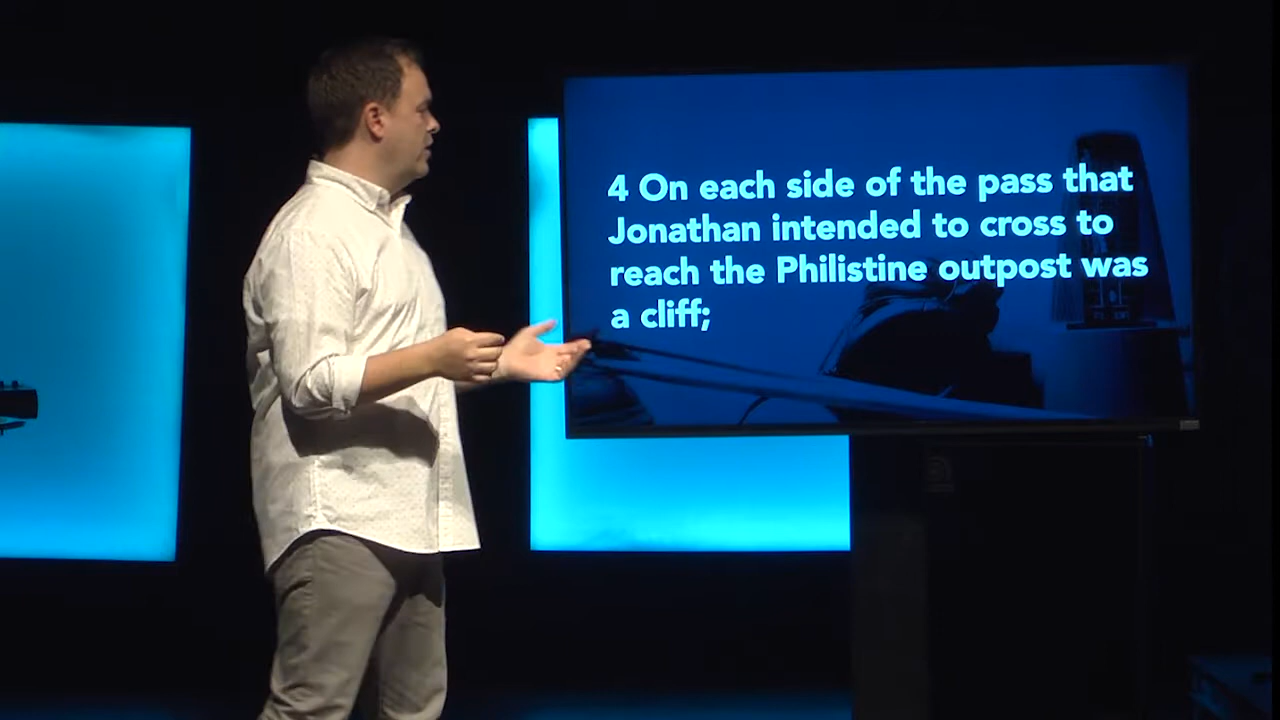 4 On each side of the pass that
Jonathan intended to cross to
reach the Philistine outpost was
a cliff;